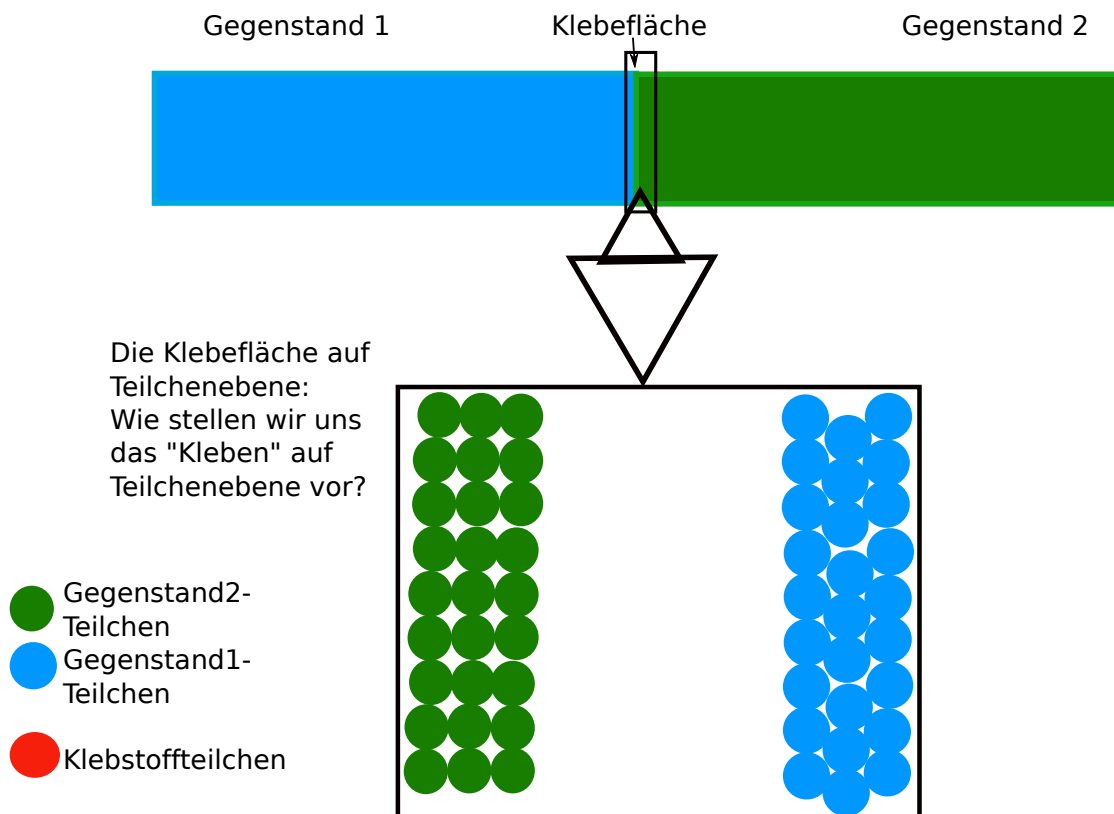 Gegenstand 1
Klebefläche
Gegenstand 2
Die Klebefläche auf
Teilchenebene:
Wie stellen wir uns
das "Kleben" auf
Teilchenebene vor?
Gegenstand2-
Teilchen
Gegenstand1-
Teilchen
Klebstoffteilchen